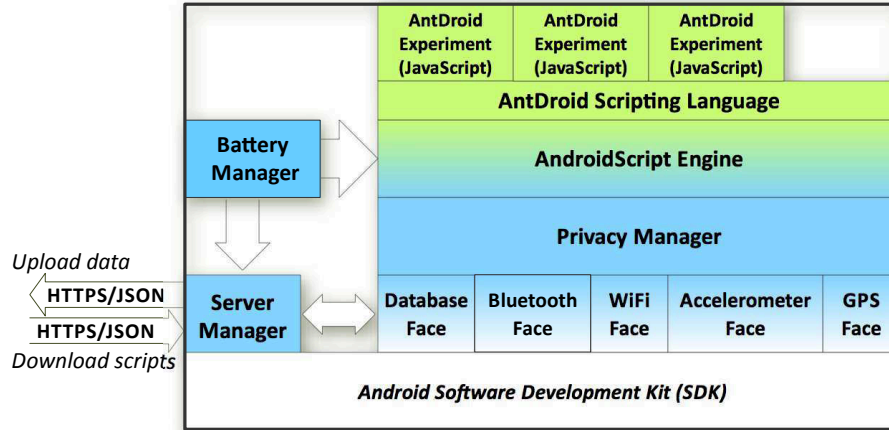 AntDroid
Experiment
(JavaScript)
AntDroid
Experiment
(JavaScript)
AntDroid
Experiment
(JavaScript)
AntDroid Scripting Language
Battery
Manager
AndroidScript Engine
Privacy Manager
Upload data
HTTPS/JSON
HTTPS/JSON
Download scripts
Server
Manager
Database
Face
Bluetooth
Face
WiFi
Face
Accelerometer
Face
GPS
Face
Android Software Development Kit (SDK)